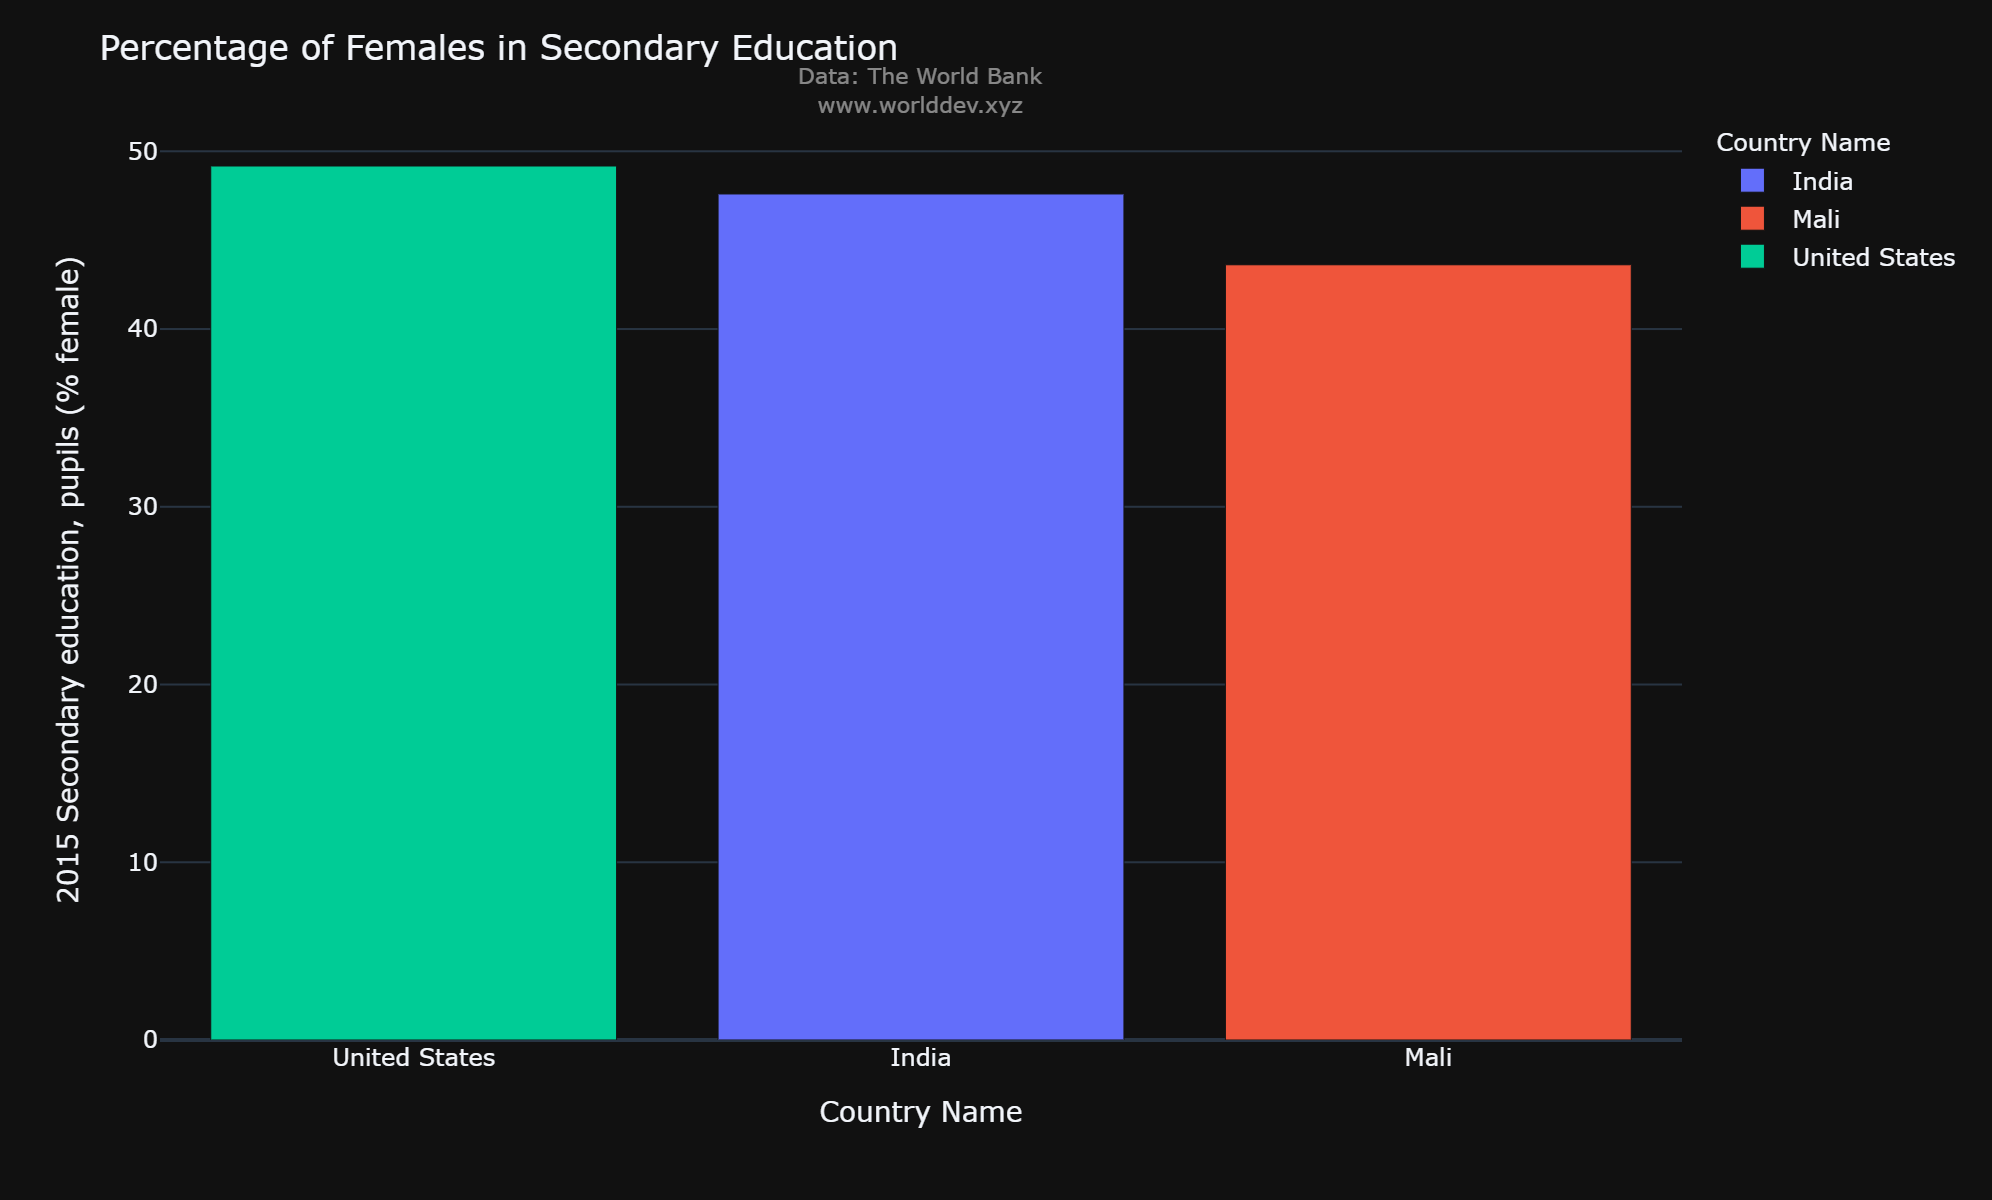 Percentage of Females in Secondary Education
Data: The World Bank
www.worlddev.xyz
2015 Secondary education, pupils (% female)
50
40
30
20
10
0
United States
India
Mali
Country Name
Country Name
India
Mali
United States